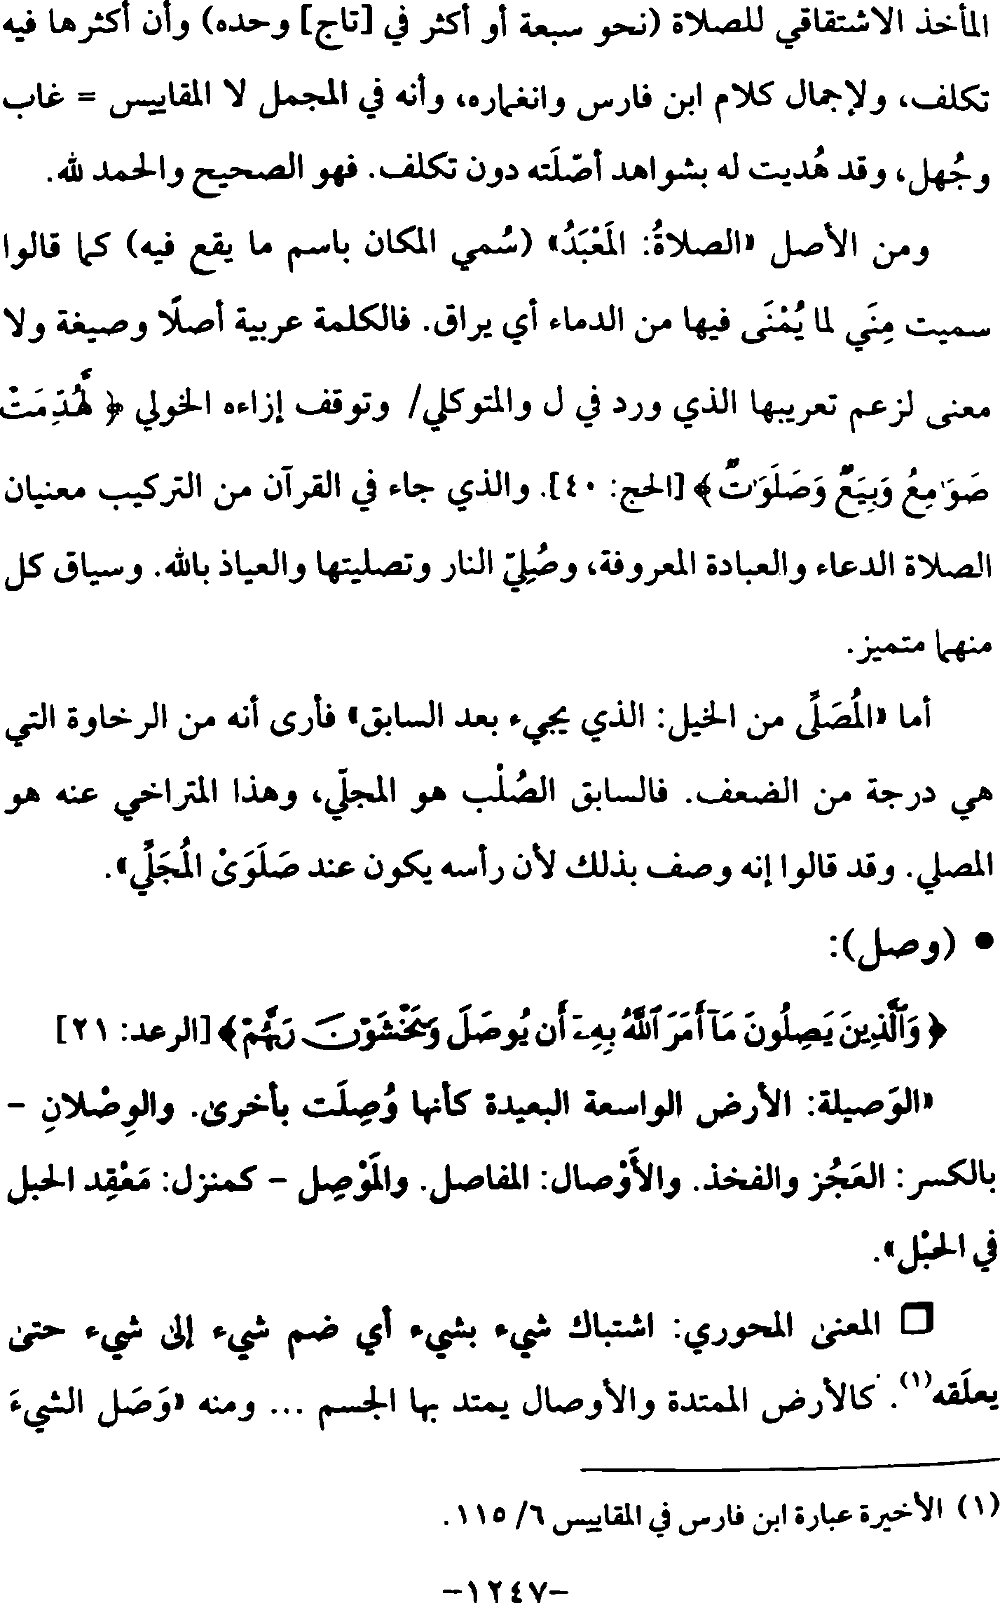 المأخذ الاشتقاقي للصلاة (نحو سبعة أو أكثر في [تاج] وحده) وأن أكثرها فيه
تكلف، ولإجمال كلام ابن فارس وانغماره، وأنه في المجمل لا المقاييس = غاب
وجُهل، وقد هُديت له بشواهد أصّلَته دون تكلف. فهو الصحيح والحمد لله.
ومن الأصل «الصلاةُ: المَعْبَدُ» (سُمي المكان باسم ما يقع فيه) كما قالوا
سميت مِنَي لما يُمْنَى فيها من الدماء أي يراق. فالكلمة عربية أصلًا وصيغة ولا
معنى لزعم تعريبها الذي ورد في ل والمتوكلي/ وتوقف إزاءه الخولي ﴿ لَّهُدِّمَتْ
صَوَٰمِعُ وَبِيَعٌ وَصَلَوَٰتٌ ﴾ [الحج: ٤٠]. والذي جاء في القرآن من التركيب معنيان
الصلاة الدعاء والعبادة المعروفة، وصُلِيّ النار وتصليتها والعياذ بالله. وسياق كل
منهما متميز.
أما «المُصَلِّى من الخيل: الذي يجيء بعد السابق» فأرى أنه من الرخاوة التي
هي درجة من الضعف. فالسابق الصُلْب هو المجلّي، وهذا المتراخي عنه هو
المصلي. وقد قالوا إنه وصف بذلك لأن رأسه يكون عند صَلَوَىْ المُجَلِّي».
• (وصل):
﴿ وَٱلَّذِينَ يَصِلُونَ مَآ أَمَرَ ٱللَّهُ بِهِۦٓ أَن يُوصَلَ وَيَخْشَوْنَ رَبَّهُمْ ﴾ [الرعد: ٢١]
«الوَصيلة: الأرض الواسعة البعيدة كأنها وُصِلَت بأخرى. والوِصْلانِ –
بالكسر: العَجُز والفخذ. والأَوْصال: المفاصل. والمَوْصِل – كمنزل: مَعْقِد الحبل
في الحبْل».
❒ المعنى المحوري: اشتباك شيء بشيء أي ضم شيء إلى شيء حتى
يعلَقه(١). كالأرض الممتدة والأوصال يمتد بها الجسم ... ومنه «وَصَل الشيءَ
(١) الأخيرة عبارة ابن فارس في المقاييس ٦/ ١١٥.
-١٢٤٧-